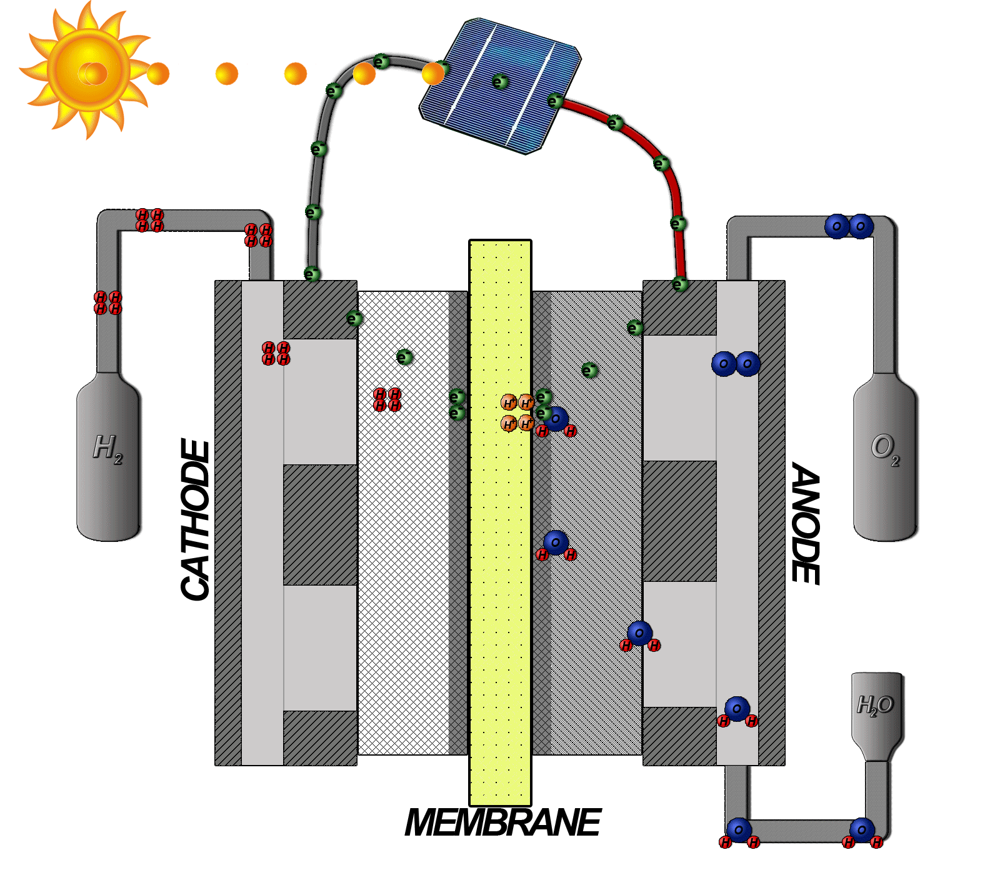 e-
e-
e-
e-
e-
e-
e-
e-
e-
e-
e-
e-
H H
H H
H H
H H
O O
H H
H H
e-
e-
H H
H H
O O
e-
e-
H H
H H
e-
e-
H+ H+
H+ H+
e-
e-
O
H H
H2
O2
CATHODE
ANODE
O
H H
O
H H
H2O
O
H H
MEMBRANE
O
H H
O
H H